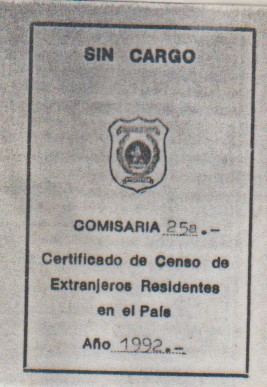 SIN CARGO
COMISARIA 25a.-
Certificado de Censo de
Extranjeros Residentes
en el País
Año 1992.-